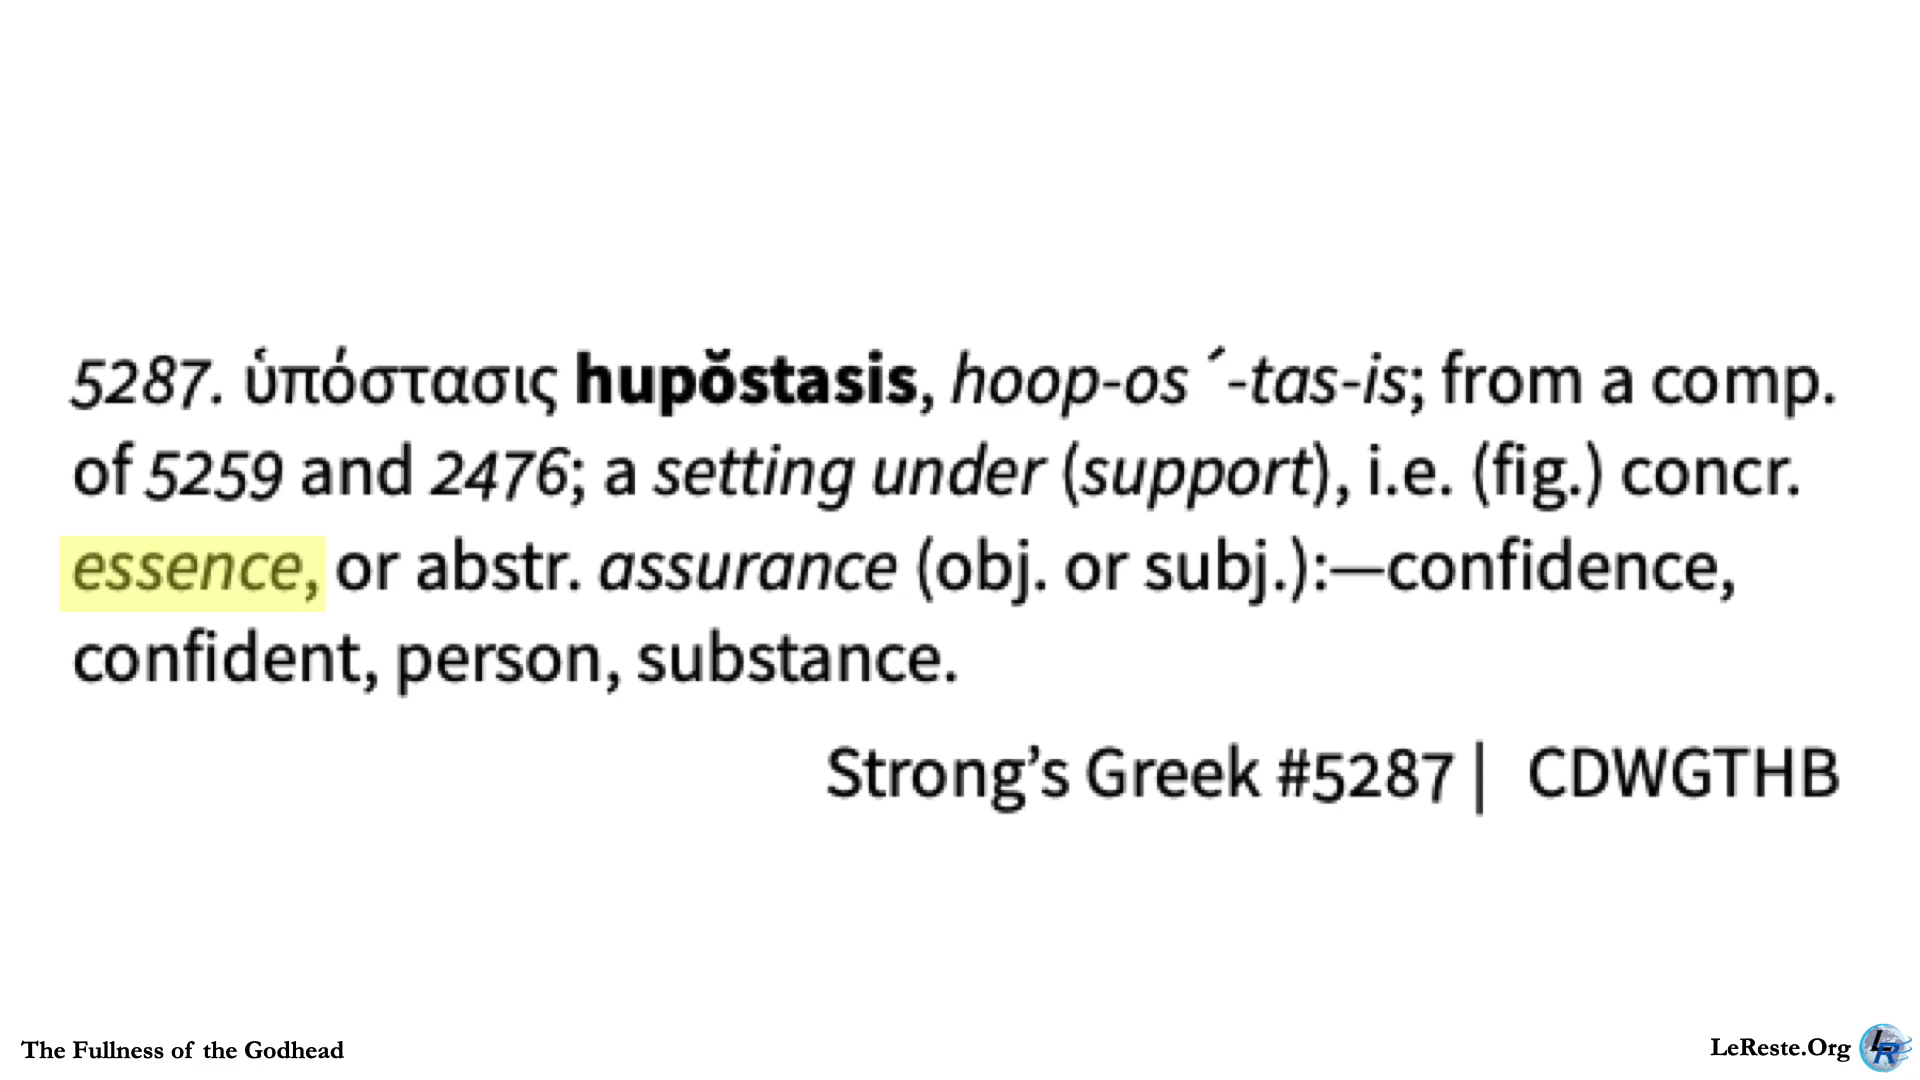 5287. ὑπόστασις hupŏstasis, hoop-os´-tas-is; from a comp.
of 5259 and 2476; a setting under (support), i.e. (fig.) concr.
essence, or abstr. assurance (obj. or subj.):—confidence,
confident, person, substance.
Strong’s Greek #5287 | CDWGTHB
The Fullness of the Godhead
LeReste.Org
LR